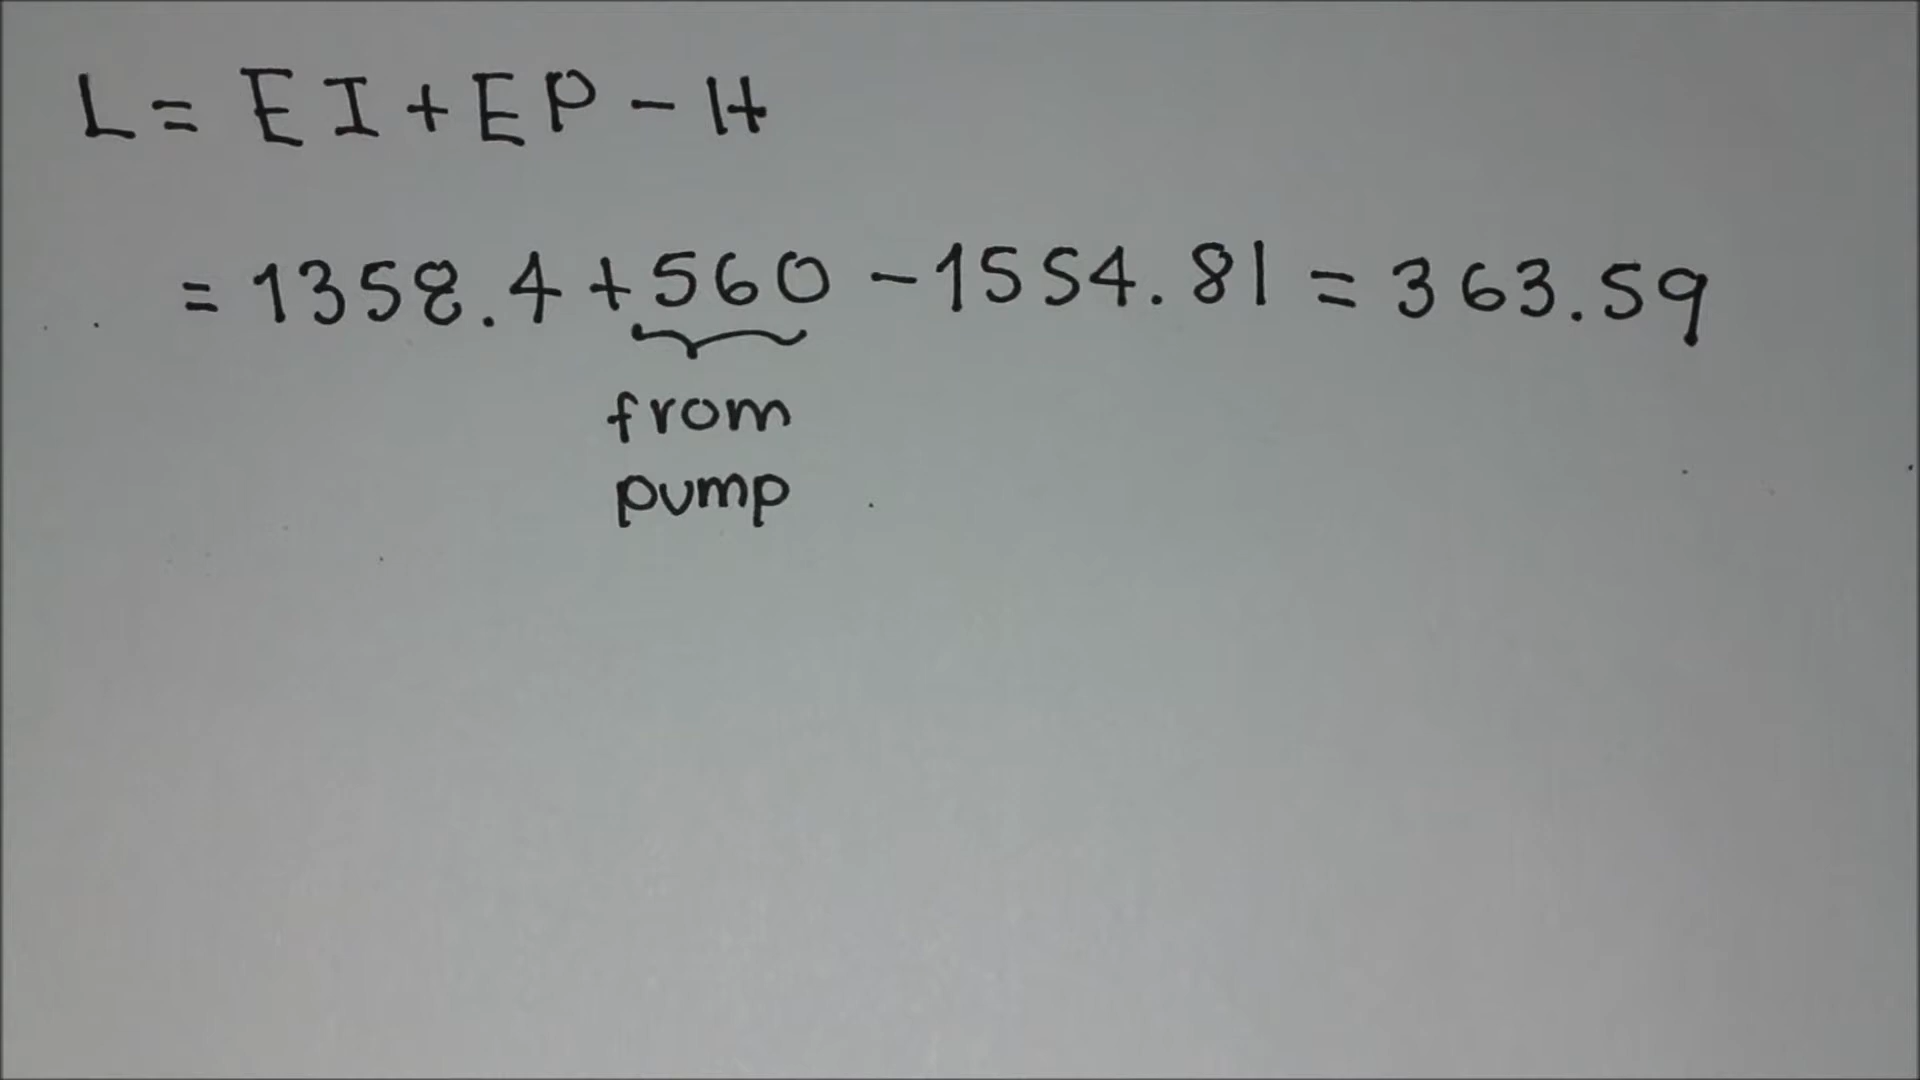 L = EI + EP - H
= 1358.4 + 560 - 1554.81 = 363.59
from
pump